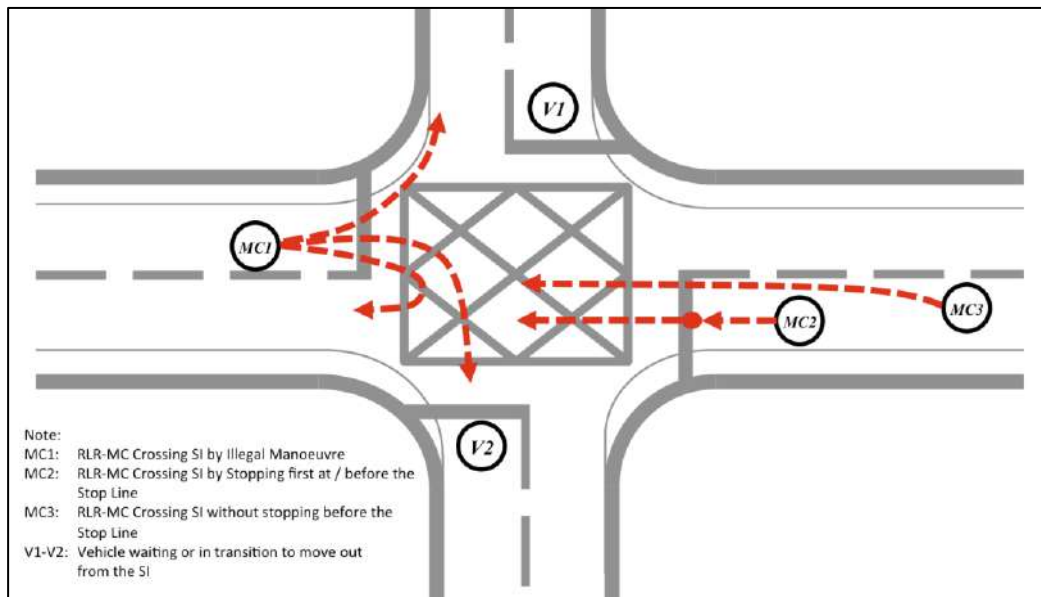 V1
MC1
MC3
MC2
V2
Note:
MC1: RLR-MC Crossing SI by Illegal Manoeuvre
MC2: RLR-MC Crossing SI by Stopping first at / before the
Stop Line
MC3: RLR-MC Crossing SI without stopping before the
Stop Line
V1-V2: Vehicle waiting or in transition to move out
from the SI